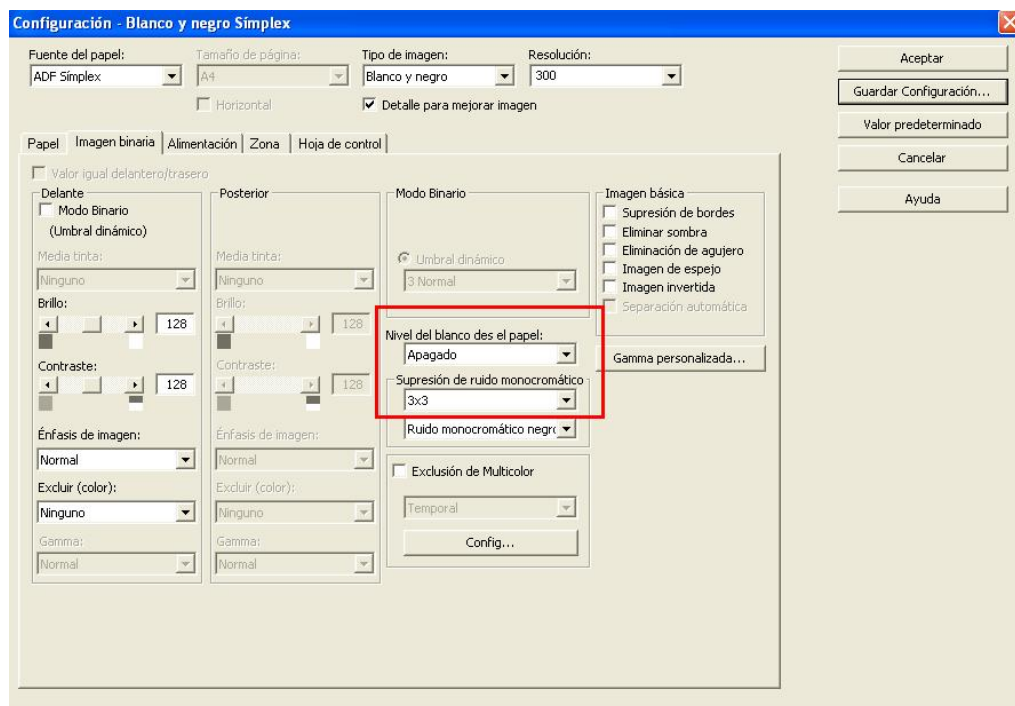 Configuración - Blanco y negro Símplex
Fuente del papel: Tamaño de página: Tipo de imagen: Resolución:
ADF Símplex A4 Blanco y negro 300
Horizontal Detalle para mejorar imagen
Aceptar
Guardar Configuración...
Valor predeterminado
Cancelar
Ayuda
Papel Imagen binaria Alimentación Zona Hoja de control
Valor igual delantero/trasero
Delante
Modo Binario
(Umbral dinámico)
Media tinta:
Ninguno
Brillo:
128
Contraste:
128
Énfasis de imagen:
Normal
Excluir (color):
Ninguno
Gamma:
Normal
Posterior
Media tinta:
Ninguno
Brillo:
128
Contraste:
128
Énfasis de imagen:
Normal
Excluir (color):
Ninguno
Gamma:
Normal
Modo Binario
Umbral dinámico
3 Normal
Nivel del blanco des el papel:
Apagado
Supresión de ruido monocromático
3x3
Ruido monocromático negr
Exclusión de Multicolor
Temporal
Config...
Imagen básica
Supresión de bordes
Eliminar sombra
Eliminación de agujero
Imagen de espejo
Imagen invertida
Separación automática
Gamma personalizada...